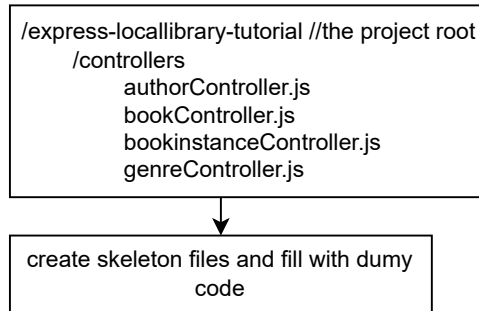 /express-locallibrary-tutorial //the project root
/controllers
authorController.js
bookController.js
bookinstanceController.js
genreController.js
create skeleton files and fill with dumy
code